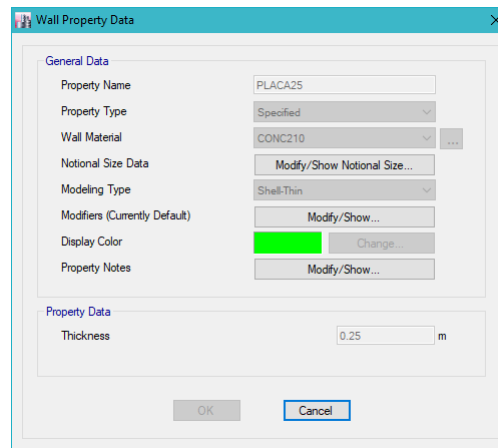 Wall Property Data
General Data
Property Name PLACA25
Property Type Specified
Wall Material CONC210 ...
Notional Size Data Modify/Show Notional Size...
Modeling Type Shell-Thin
Modifiers (Currently Default) Modify/Show...
Display Color Change...
Property Notes Modify/Show...
Property Data
Thickness 0.25 m
OK Cancel